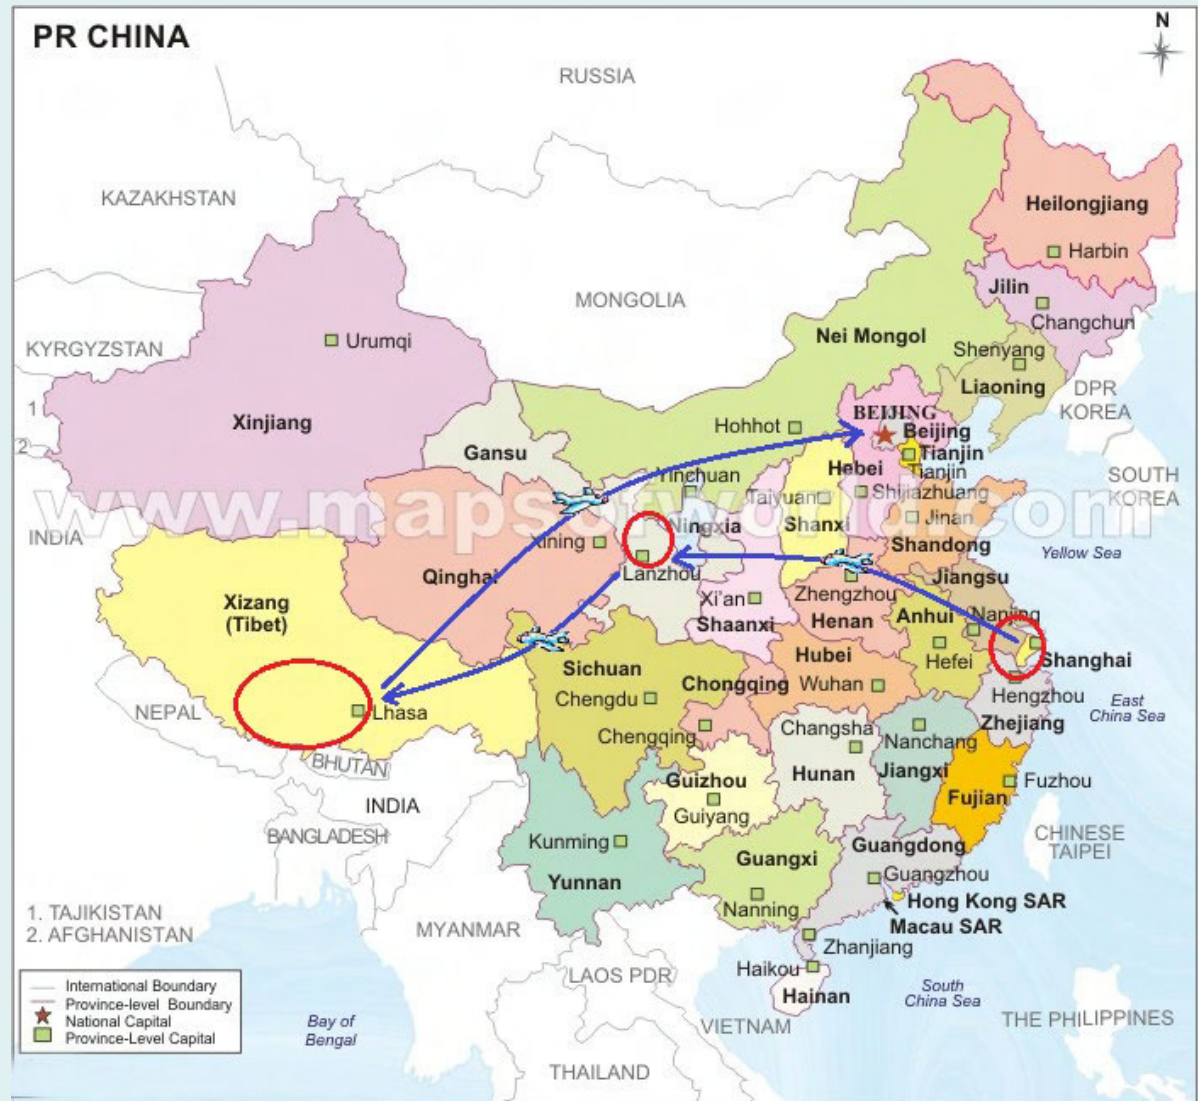 PR CHINA
N
RUSSIA
KAZAKHSTAN
Heilongjiang
Harbin
MONGOLIA
Jilin
Changchun
Nei Mongol
Urumqi
KYRGYZSTAN
Shenyang
Liaoning
DPR
KOREA
1
2
Xinjiang
BEIJING
Hohhot
Beijing
Tianjin
Tianjin
Gansu
Hebei
SOUTH
KOREA
Yinchuan
Taiyuan
Shijiazhuang
www.mapsofworld.com
INDIA
Ningxia
Shanxi
Jinan
Shandong
Yellow Sea
Xining
Lanzhou
Qinghai
Jiangsu
Xizang
(Tibet)
Xi'an
Shaanxi
Zhengzhou
Henan
Anhui
Nanjing
Hefei
Shanghai
Sichuan
Hubei
Wuhan
Hengzhou
Chengdu
Chongqing
Zhejiang
East
China Sea
NEPAL
Lhasa
Chengqing
Changsha
Nanchang
BHUTAN
Guizhou
Hunan
Jiangxi
Fuzhou
Fujian
INDIA
Guiyang
BANGLADESH
Kunming
Guangxi
Guangdong
CHINESE
TAIPEI
Yunnan
Guangzhou
Nanning
Hong Kong SAR
Macau SAR
1. TAJIKISTAN
2. AFGHANISTAN
MYANMAR
Zhanjiang
LAOS PDR
Haikou
Hainan
South
China Sea
International Boundary
Province-level Boundary
National Capital
Province-Level Capital
Bay of
Bengal
VIETNAM
THE PHILIPPINES
THAILAND